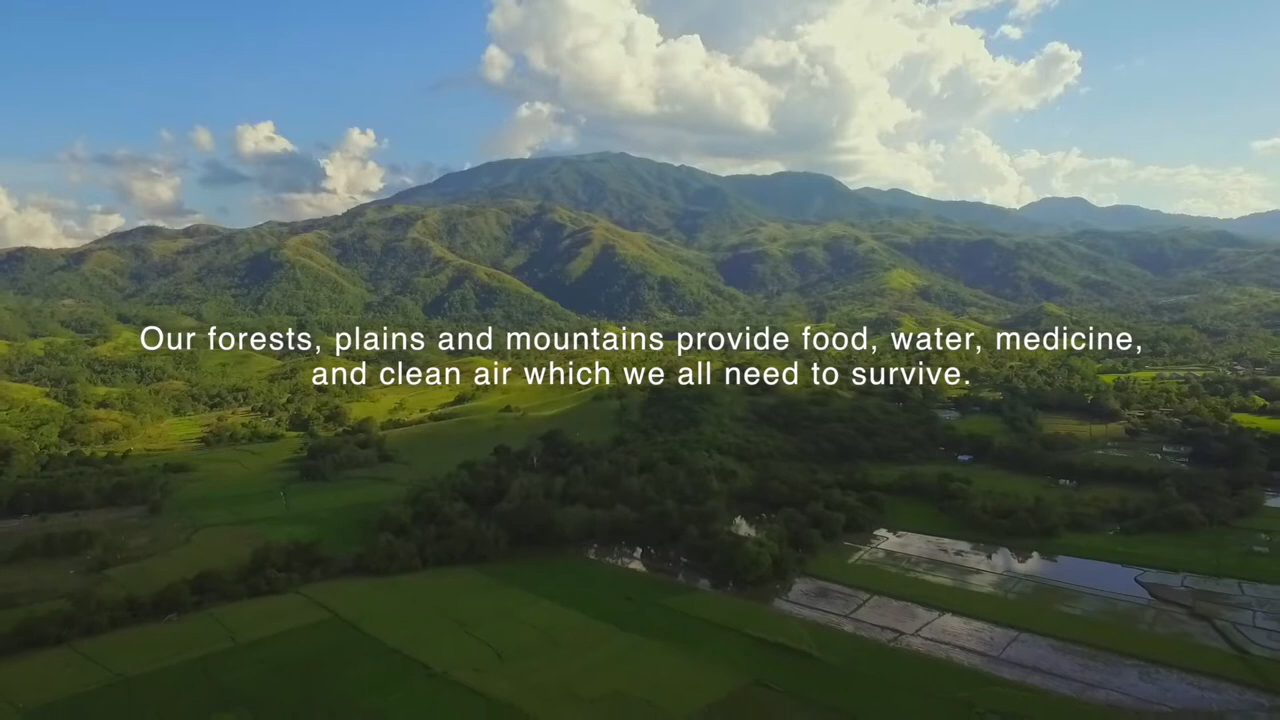 Our forests, plains and mountains provide food, water, medicine,
and clean air which we all need to survive.